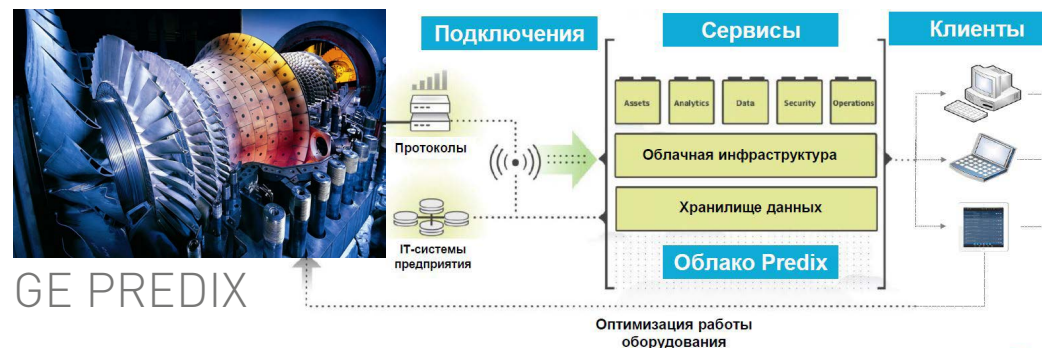 Подключения
Сервисы
Клиенты
Assets
Analytics
Data
Security
Operations
Протоколы
Облачная инфраструктура
Хранилище данных
IT-системы
предприятия
Облако Predix
GE PREDIX
Оптимизация работы
оборудования